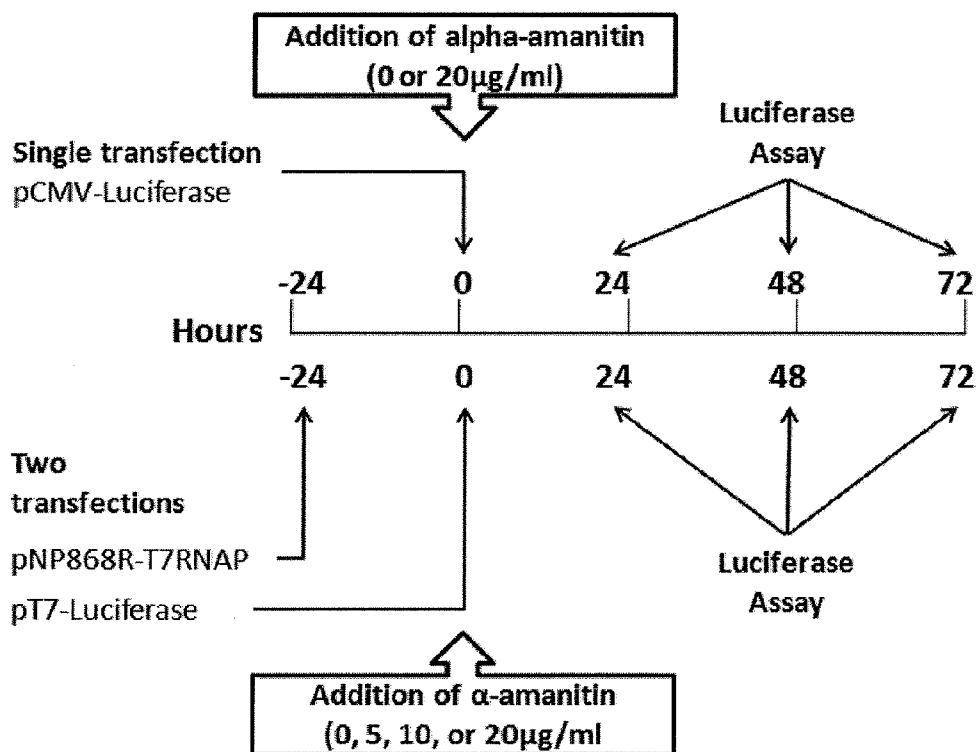 Addition of alpha-amanitin
(0 or 20µg/ml)
Single transfection
pCMV-Luciferase
Luciferase
Assay
-24 0 24 48 72
Hours
-24 0 24 48 72
Two
transfections
pNP868R-T7RNAP
pT7-Luciferase
Luciferase
Assay
Addition of α-amanitin
(0, 5, 10, or 20µg/ml